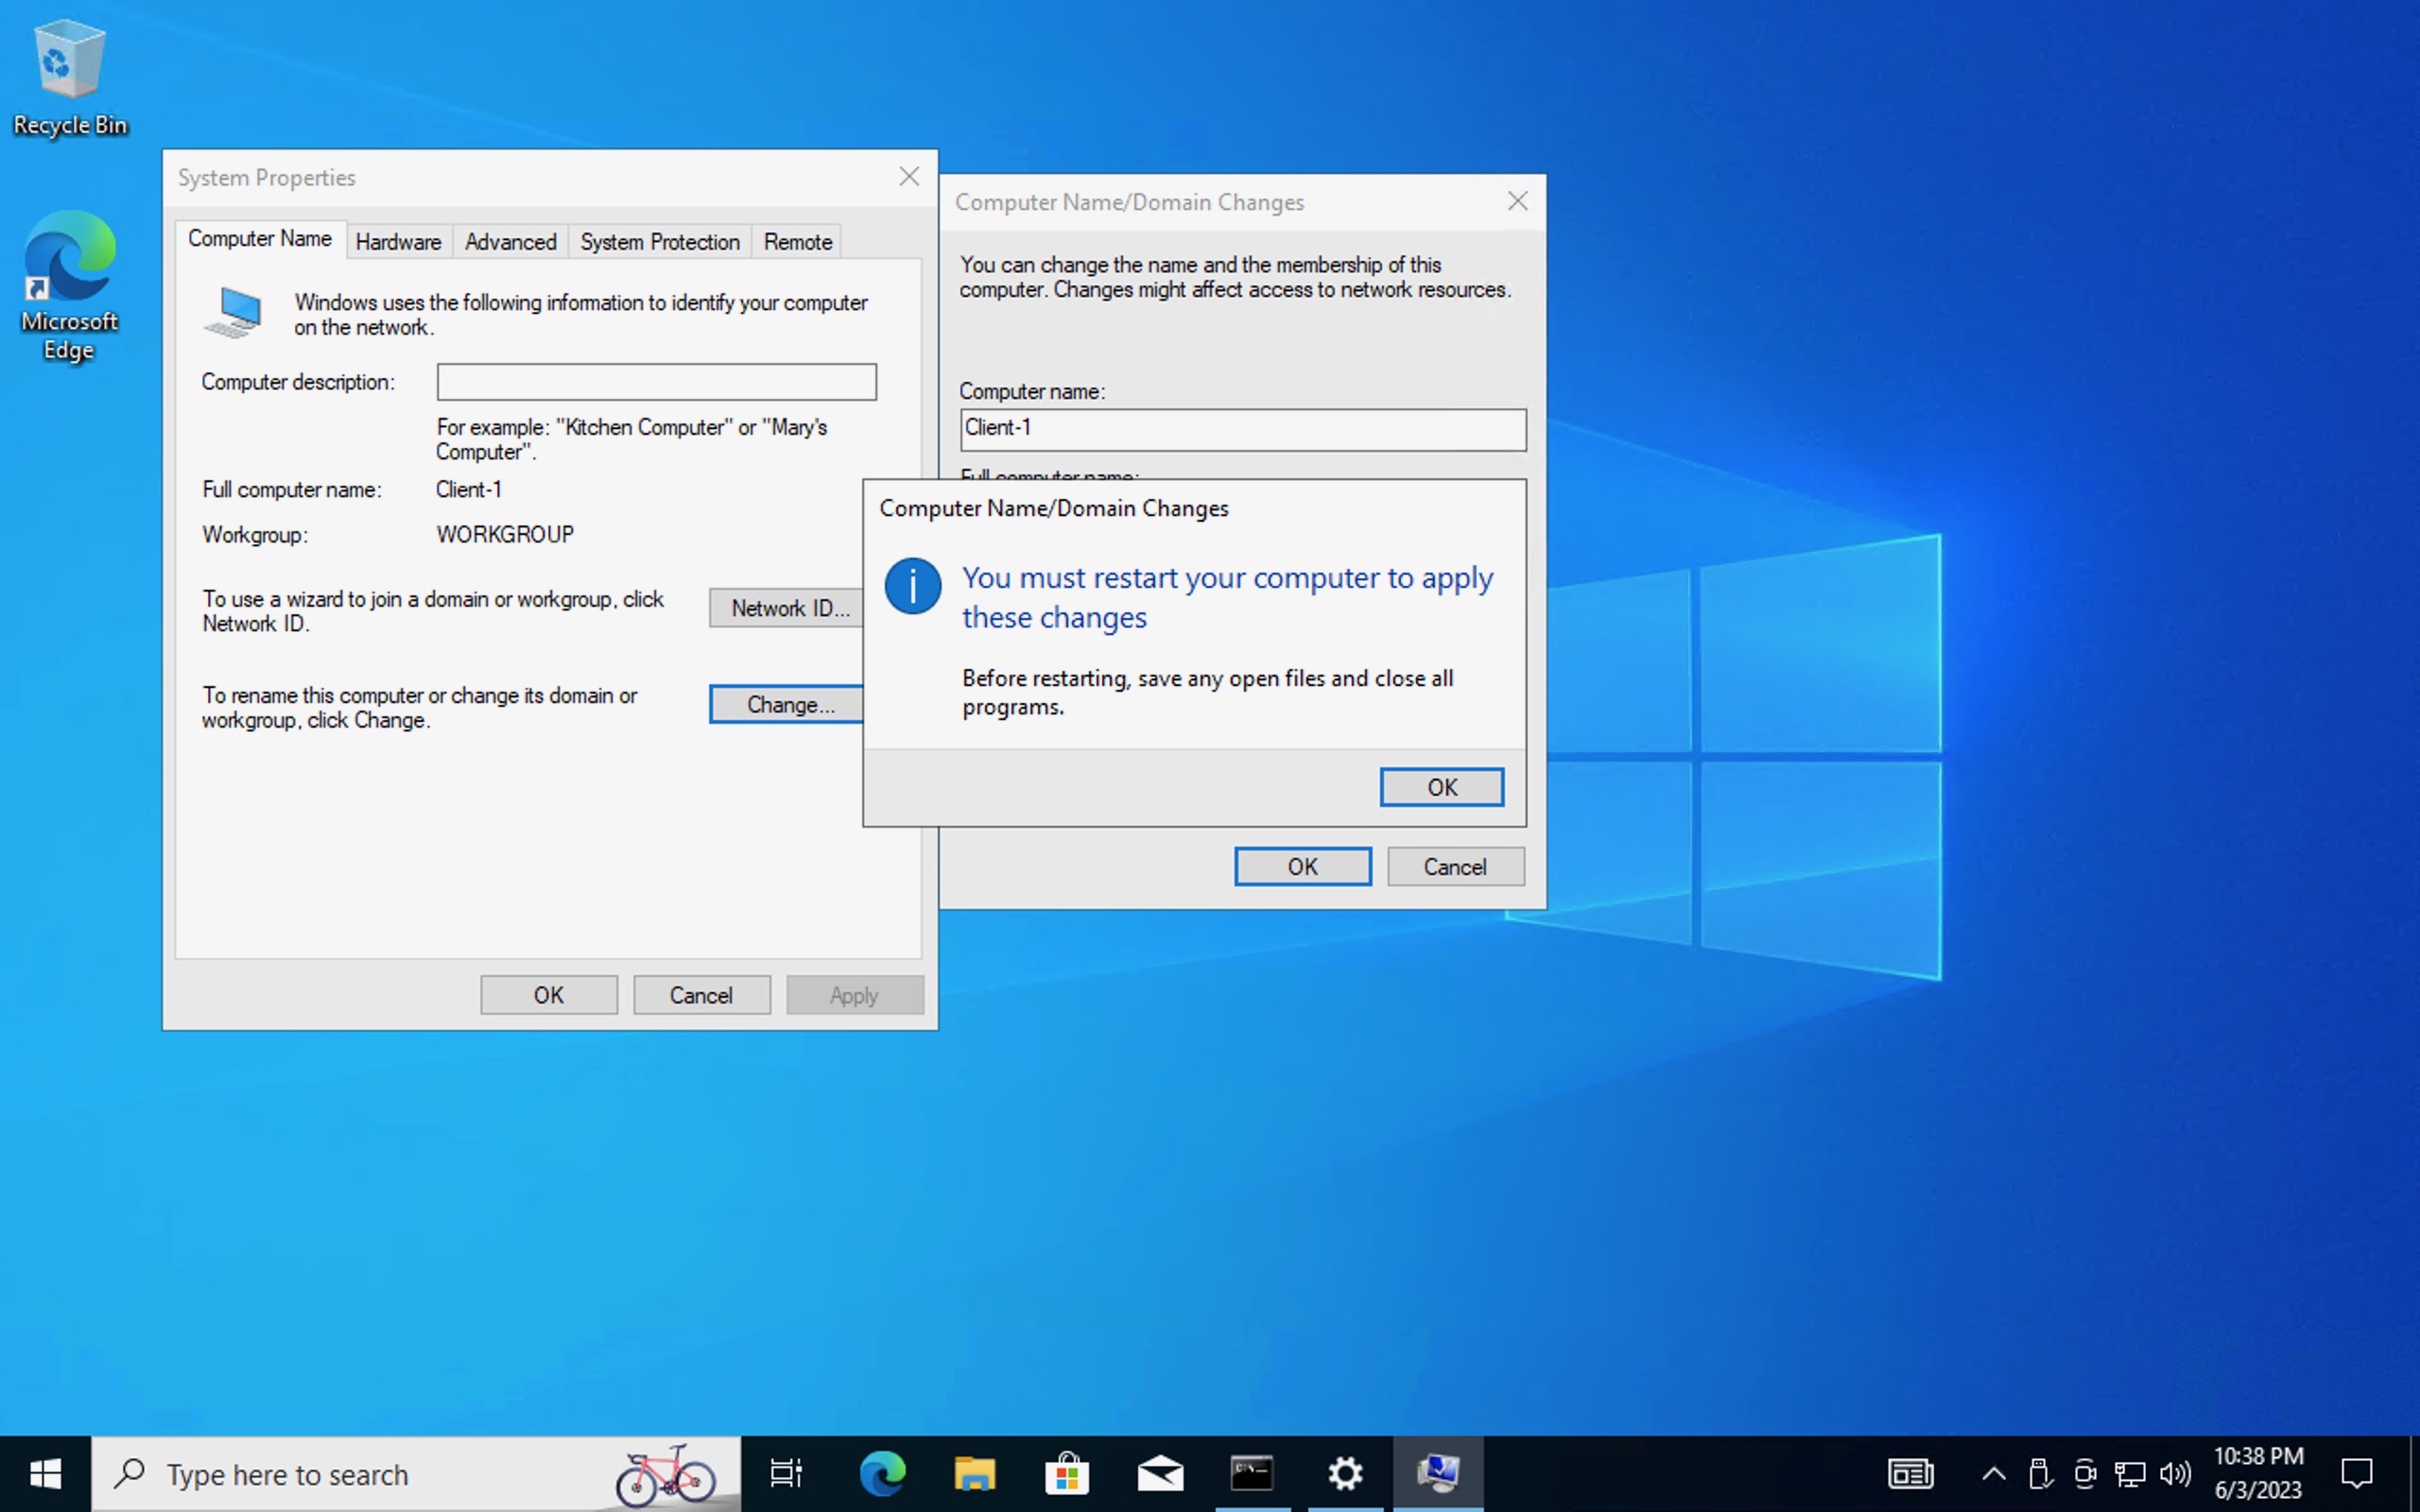 Recycle Bin
Microsoft
Edge
System Properties
Computer Name
Hardware
Advanced
System Protection
Remote
Windows uses the following information to identify your computer
on the network.
Computer description:
For example: "Kitchen Computer" or "Mary's
Computer".
Full computer name:
Client-1
Workgroup:
WORKGROUP
To use a wizard to join a domain or workgroup, click
Network ID.
Network ID...
To rename this computer or change its domain or
workgroup, click Change.
Change...
OK
Cancel
Apply
Computer Name/Domain Changes
You can change the name and the membership of this
computer. Changes might affect access to network resources.
Computer name:
Client-1
Full computer name:
Computer Name/Domain Changes
You must restart your computer to apply
these changes
Before restarting, save any open files and close all
programs.
OK
OK
Cancel
Type here to search
10:38 PM
6/3/2023